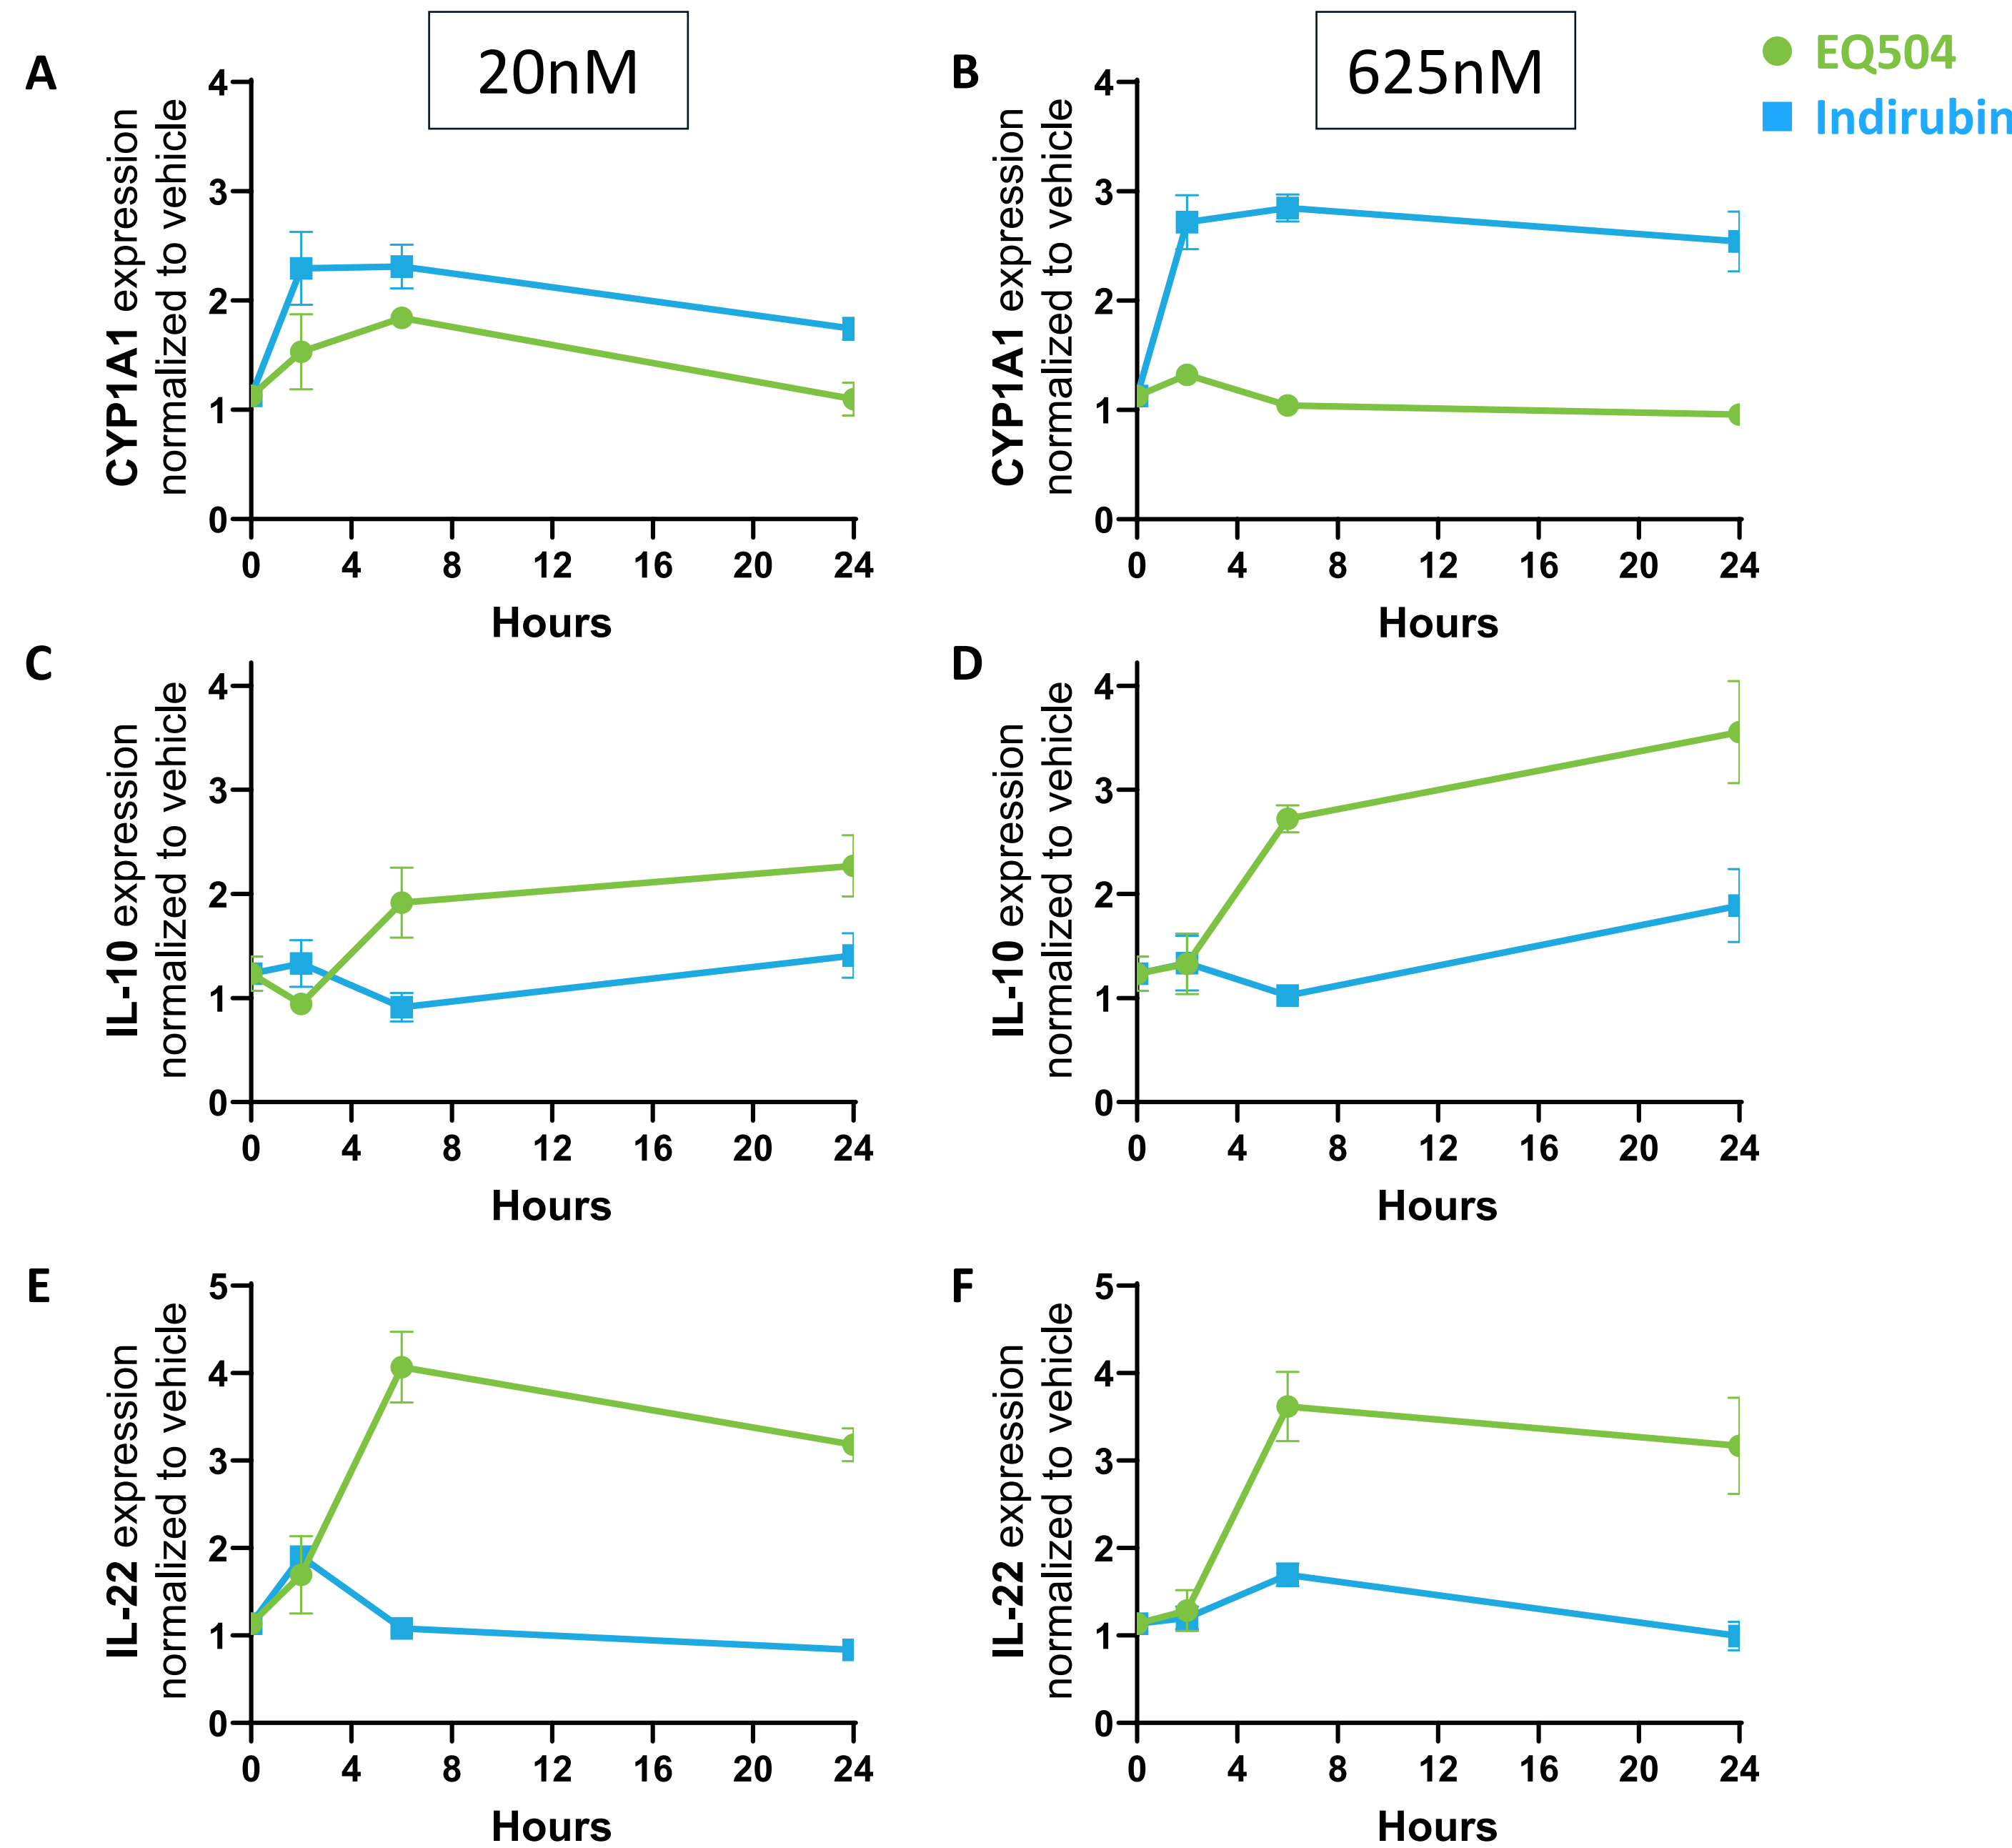 20nM
625nM
EQ504
Indirubin
A
CYP1A1 expression
normalized to vehicle
4
3
2
1
0
0 4 8 12 16 20 24
Hours
B
CYP1A1 expression
normalized to vehicle
4
3
2
1
0
0 4 8 12 16 20 24
Hours
C
IL-10 expression
normalized to vehicle
4
3
2
1
0
0 4 8 12 16 20 24
Hours
D
IL-10 expression
normalized to vehicle
4
3
2
1
0
0 4 8 12 16 20 24
Hours
E
IL-22 expression
normalized to vehicle
5
4
3
2
1
0
0 4 8 12 16 20 24
Hours
F
IL-22 expression
normalized to vehicle
5
4
3
2
1
0
0 4 8 12 16 20 24
Hours